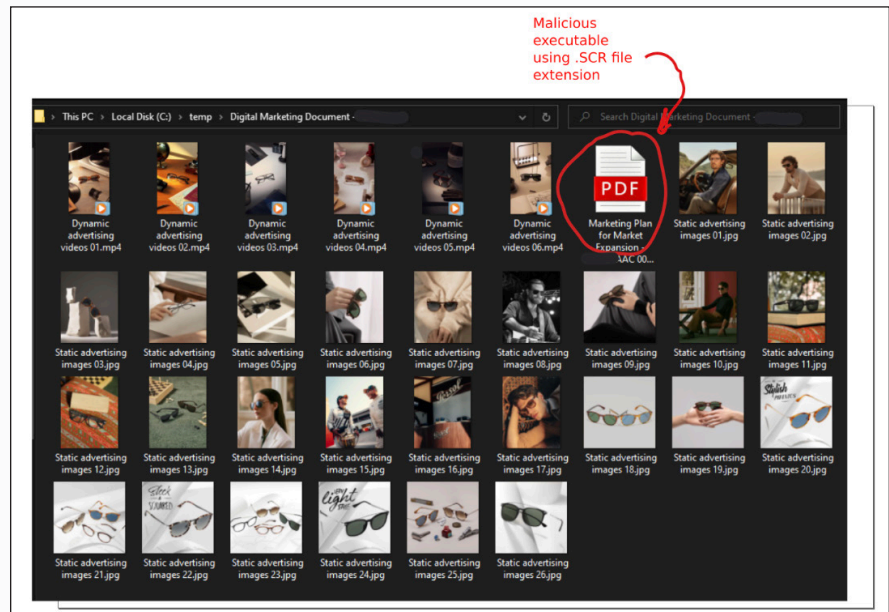 Malicious
executable
using .SCR file
extension
This PC > Local Disk (C:) > temp > Digital Marketing Document -
Search Digital Marketing Document -
Dynamic
advertising
videos 01.mp4
Dynamic
advertising
videos 02.mp4
Dynamic
advertising
videos 03.mp4
Dynamic
advertising
videos 04.mp4
Dynamic
advertising
videos 05.mp4
Dynamic
advertising
videos 06.mp4
PDF
Marketing Plan
for Market
Expansion -
AAC 00...
Static advertising
images 01.jpg
Static advertising
images 02.jpg
Static advertising
images 03.jpg
Static advertising
images 04.jpg
Static advertising
images 05.jpg
Static advertising
images 06.jpg
Static advertising
images 07.jpg
Static advertising
images 08.jpg
Static advertising
images 09.jpg
Static advertising
images 10.jpg
Static advertising
images 11.jpg
Static advertising
images 12.jpg
Static advertising
images 13.jpg
Static advertising
images 14.jpg
Static advertising
images 15.jpg
Static advertising
images 16.jpg
Static advertising
images 17.jpg
Static advertising
images 18.jpg
Static advertising
images 19.jpg
Stylish
Static advertising
images 20.jpg
Static advertising
images 21.jpg
Sleek
&
Static advertising
images 22.jpg
Static advertising
images 23.jpg
light
Static advertising
images 24.jpg
Static advertising
images 25.jpg
Static advertising
images 26.jpg